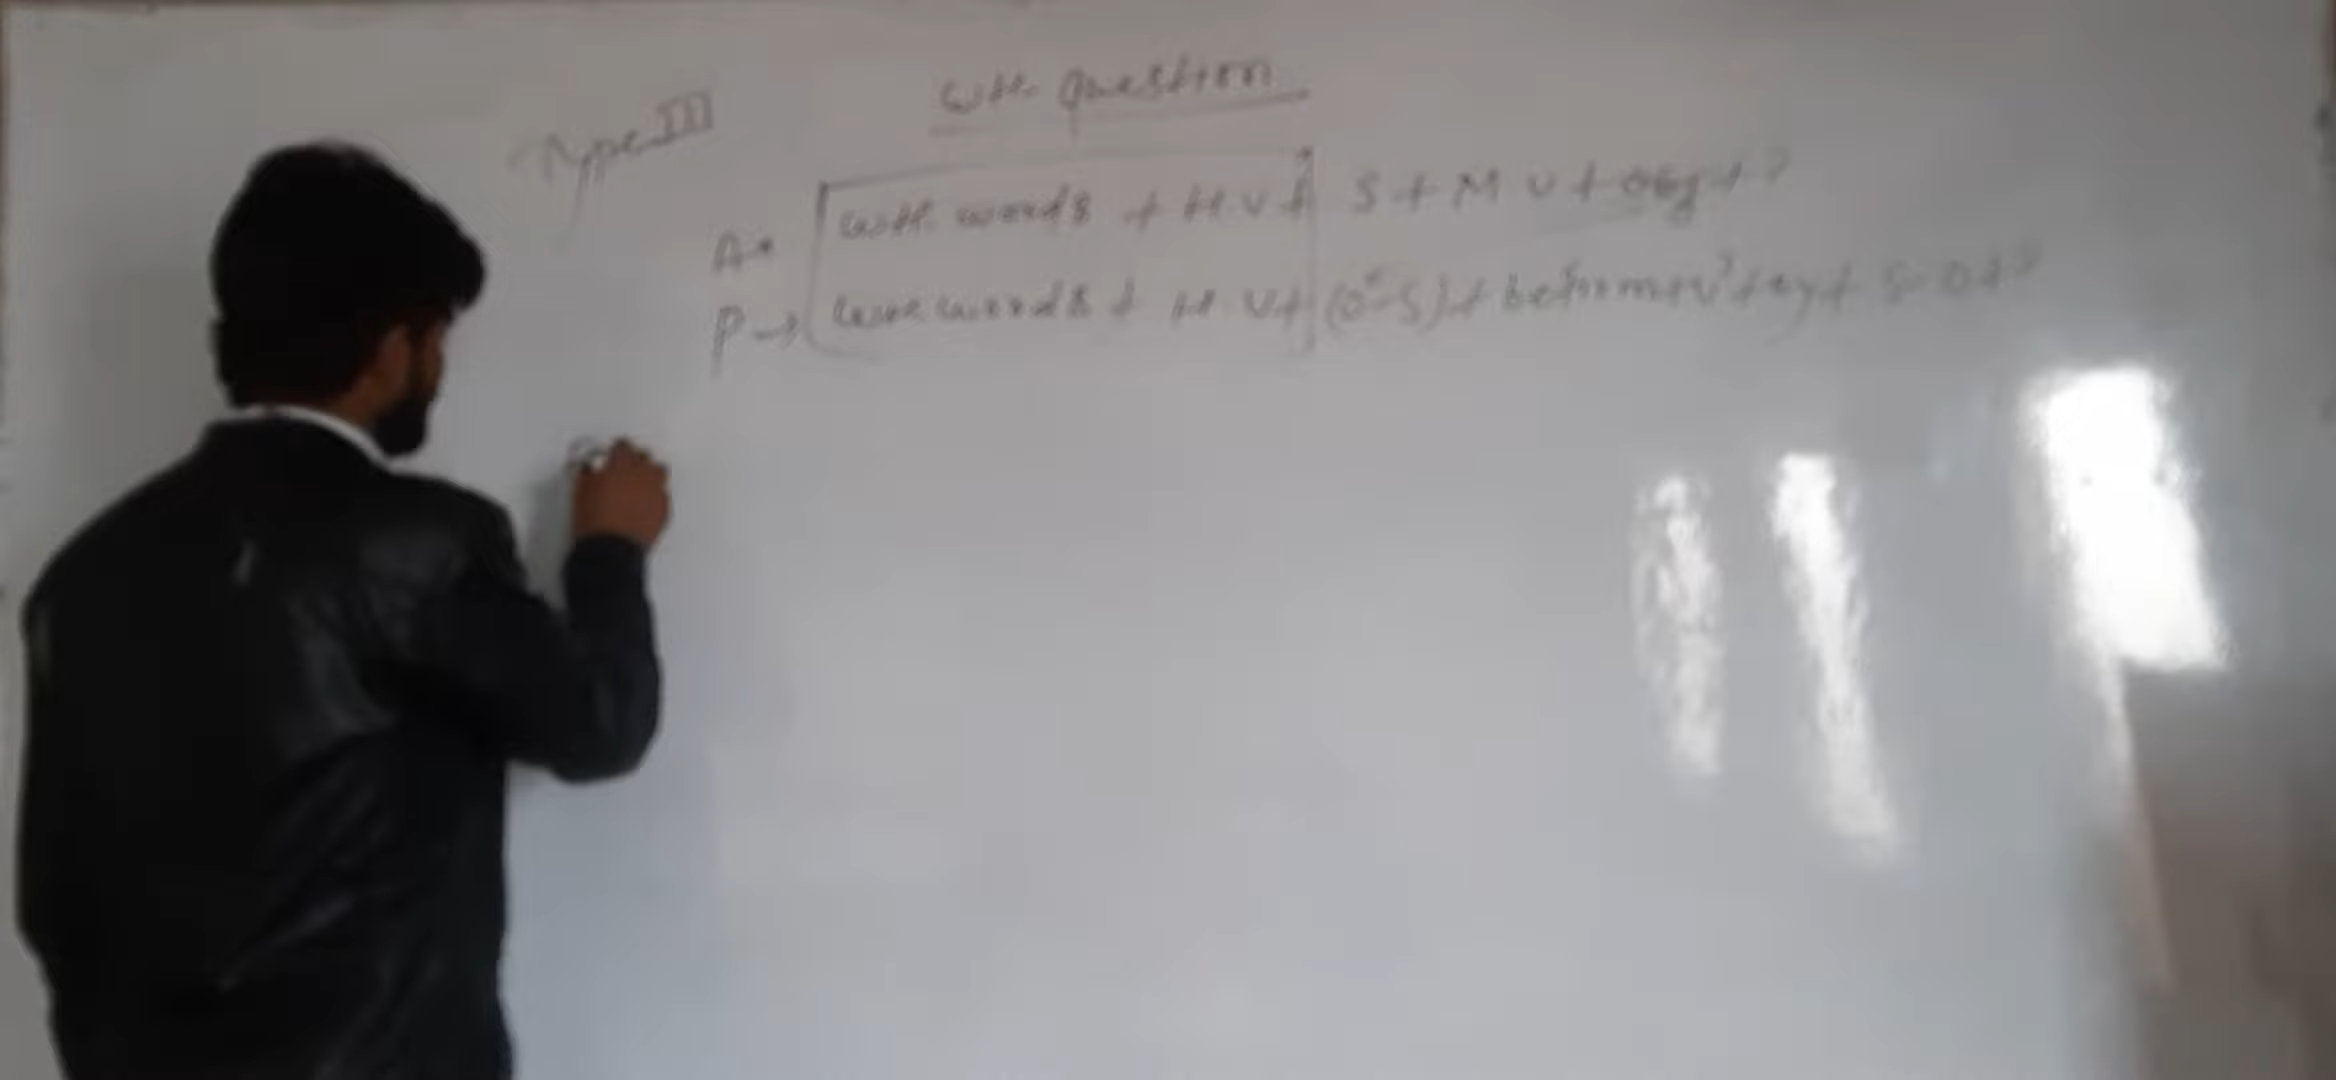 Type III
WH Question
A → WH words + H.V + S + M V + obj + ?
P → WH words + H.V + (O - S) + be form + V³ + by + S - O + ?